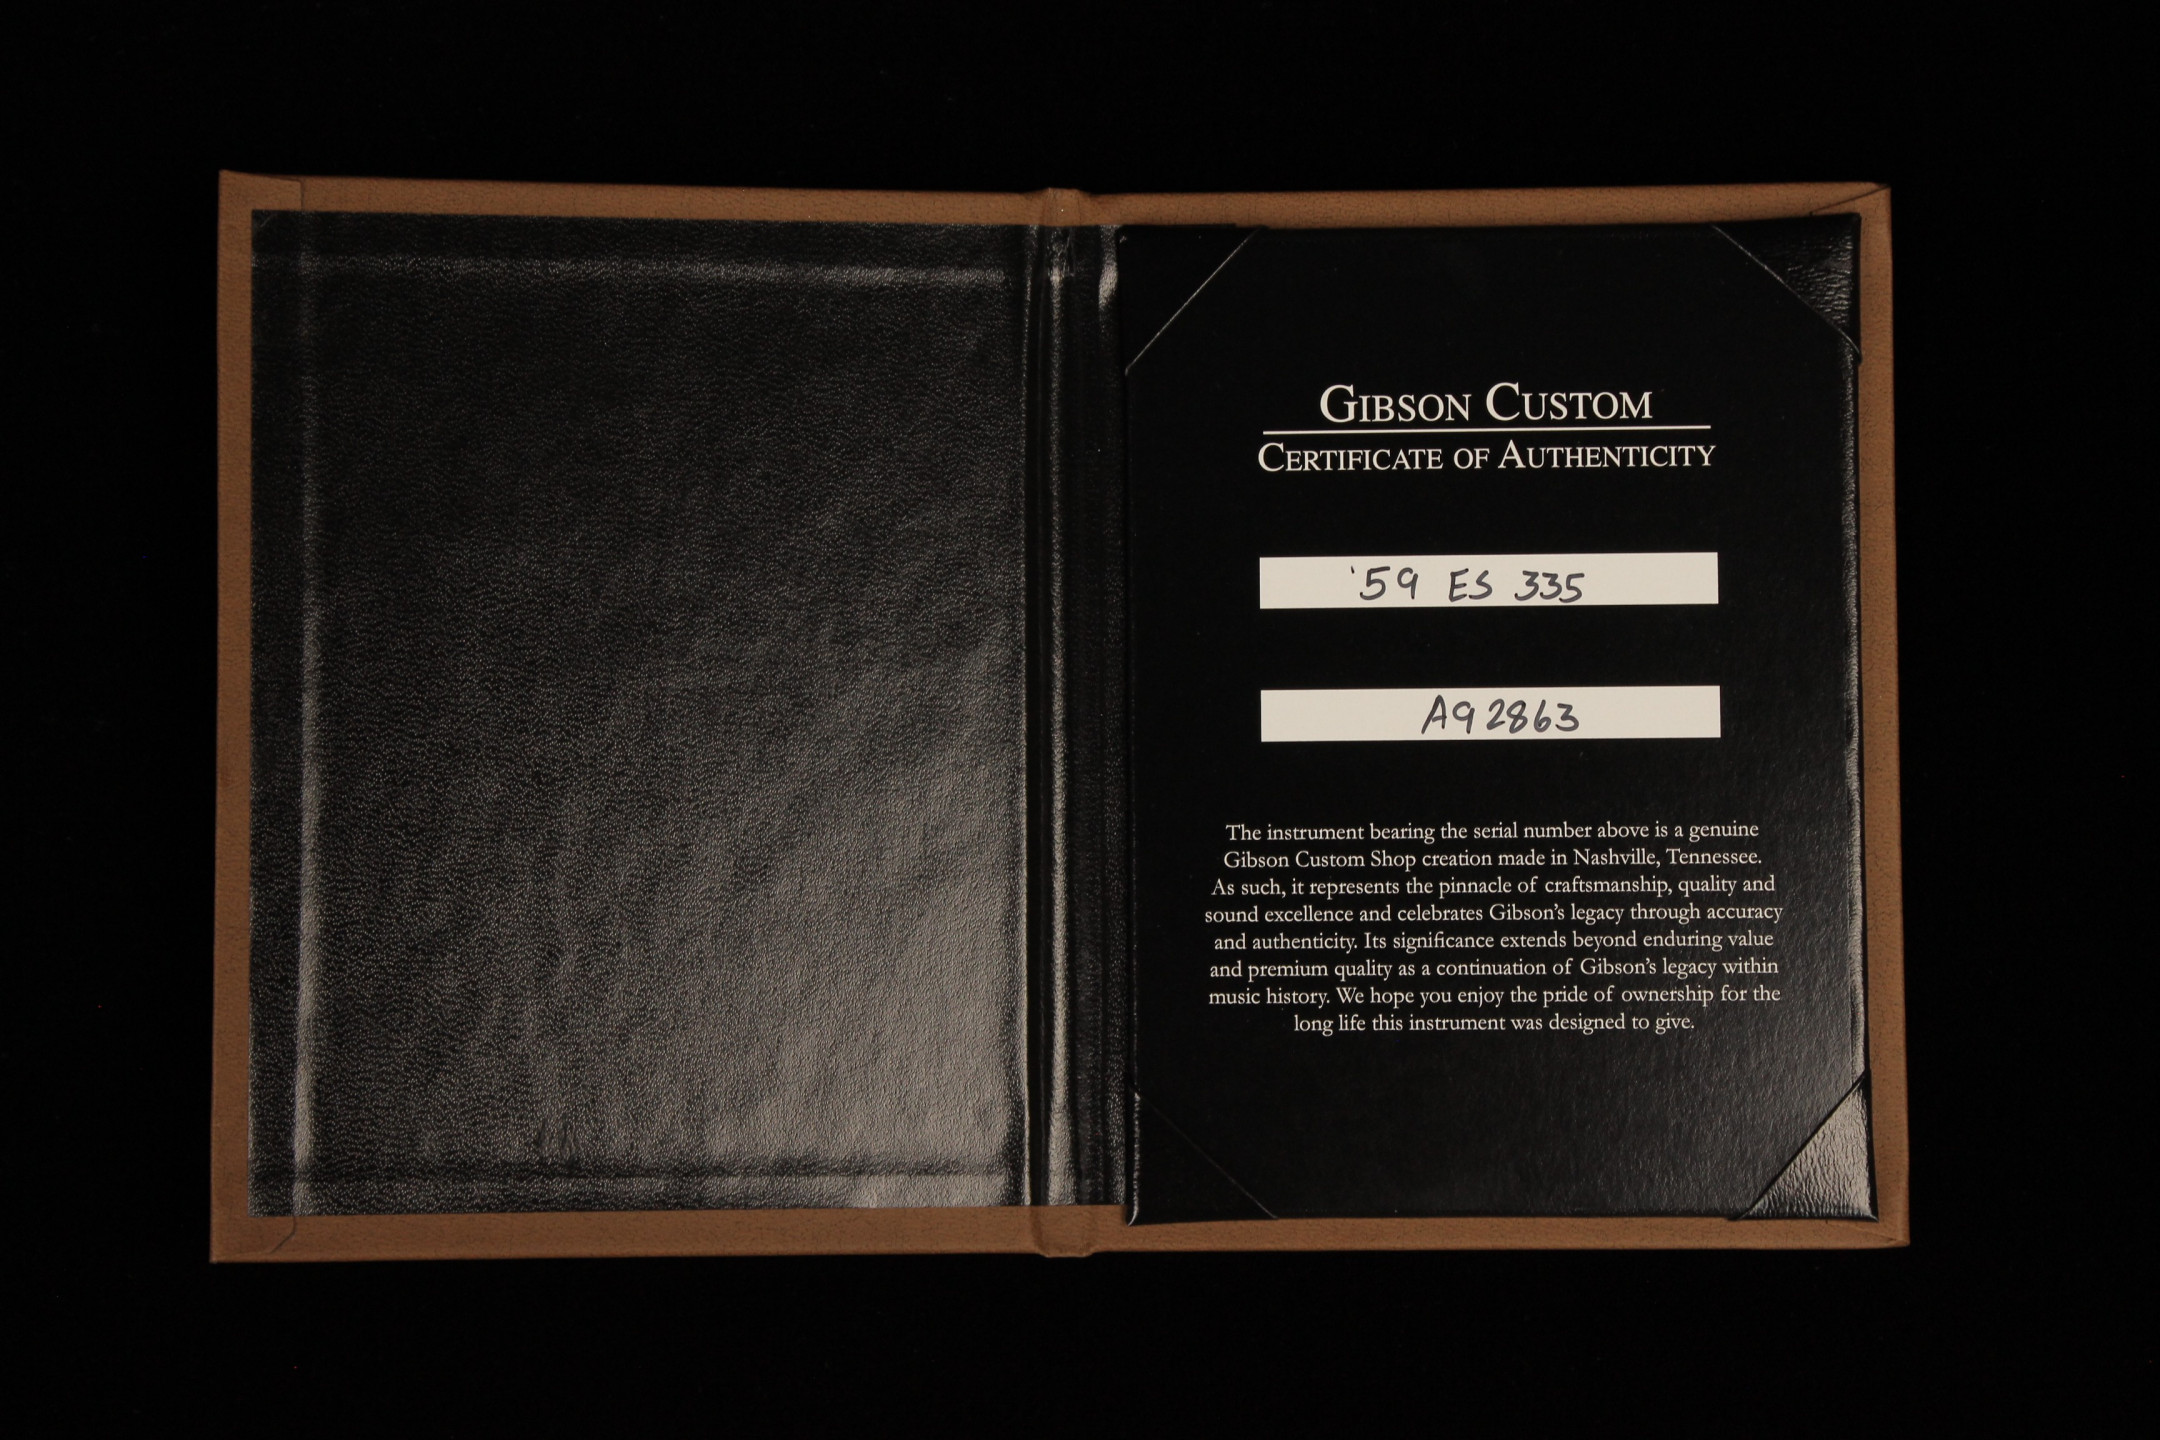 GIBSON CUSTOM
CERTIFICATE OF AUTHENTICITY
'59 ES 335
A92863
The instrument bearing the serial number above is a genuine
Gibson Custom Shop creation made in Nashville, Tennessee.
As such, it represents the pinnacle of craftsmanship, quality and
sound excellence and celebrates Gibson's legacy through accuracy
and authenticity. Its significance extends beyond enduring value
and premium quality as a continuation of Gibson's legacy within
music history. We hope you enjoy the pride of ownership for the
long life this instrument was designed to give.